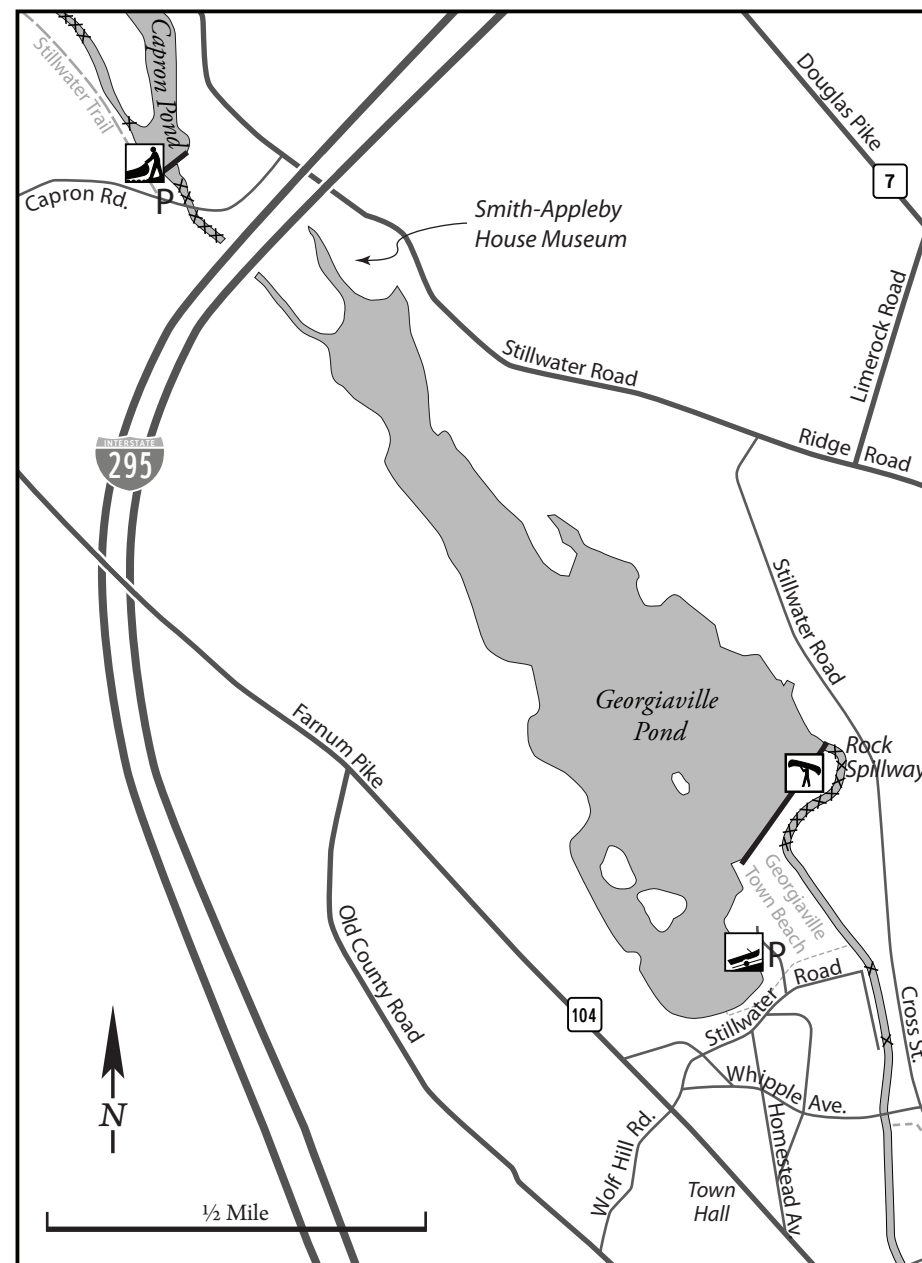 Capron Pond
Stillwater Trail
Capron Rd.
P
Douglas Pike
7
Smith-Appleby
House Museum
Limerock Road
Stillwater Road
Ridge Road
INTERSTATE
295
Stillwater Road
Georgiaville
Pond
Farnum Pike
Rock
Spillway
Georgiaville
Town Beach
Old County Road
P
Stillwater Road
104
Cross St.
N
Whipple Ave.
Wolf Hill Rd.
Homestead Av
Town
Hall
½ Mile